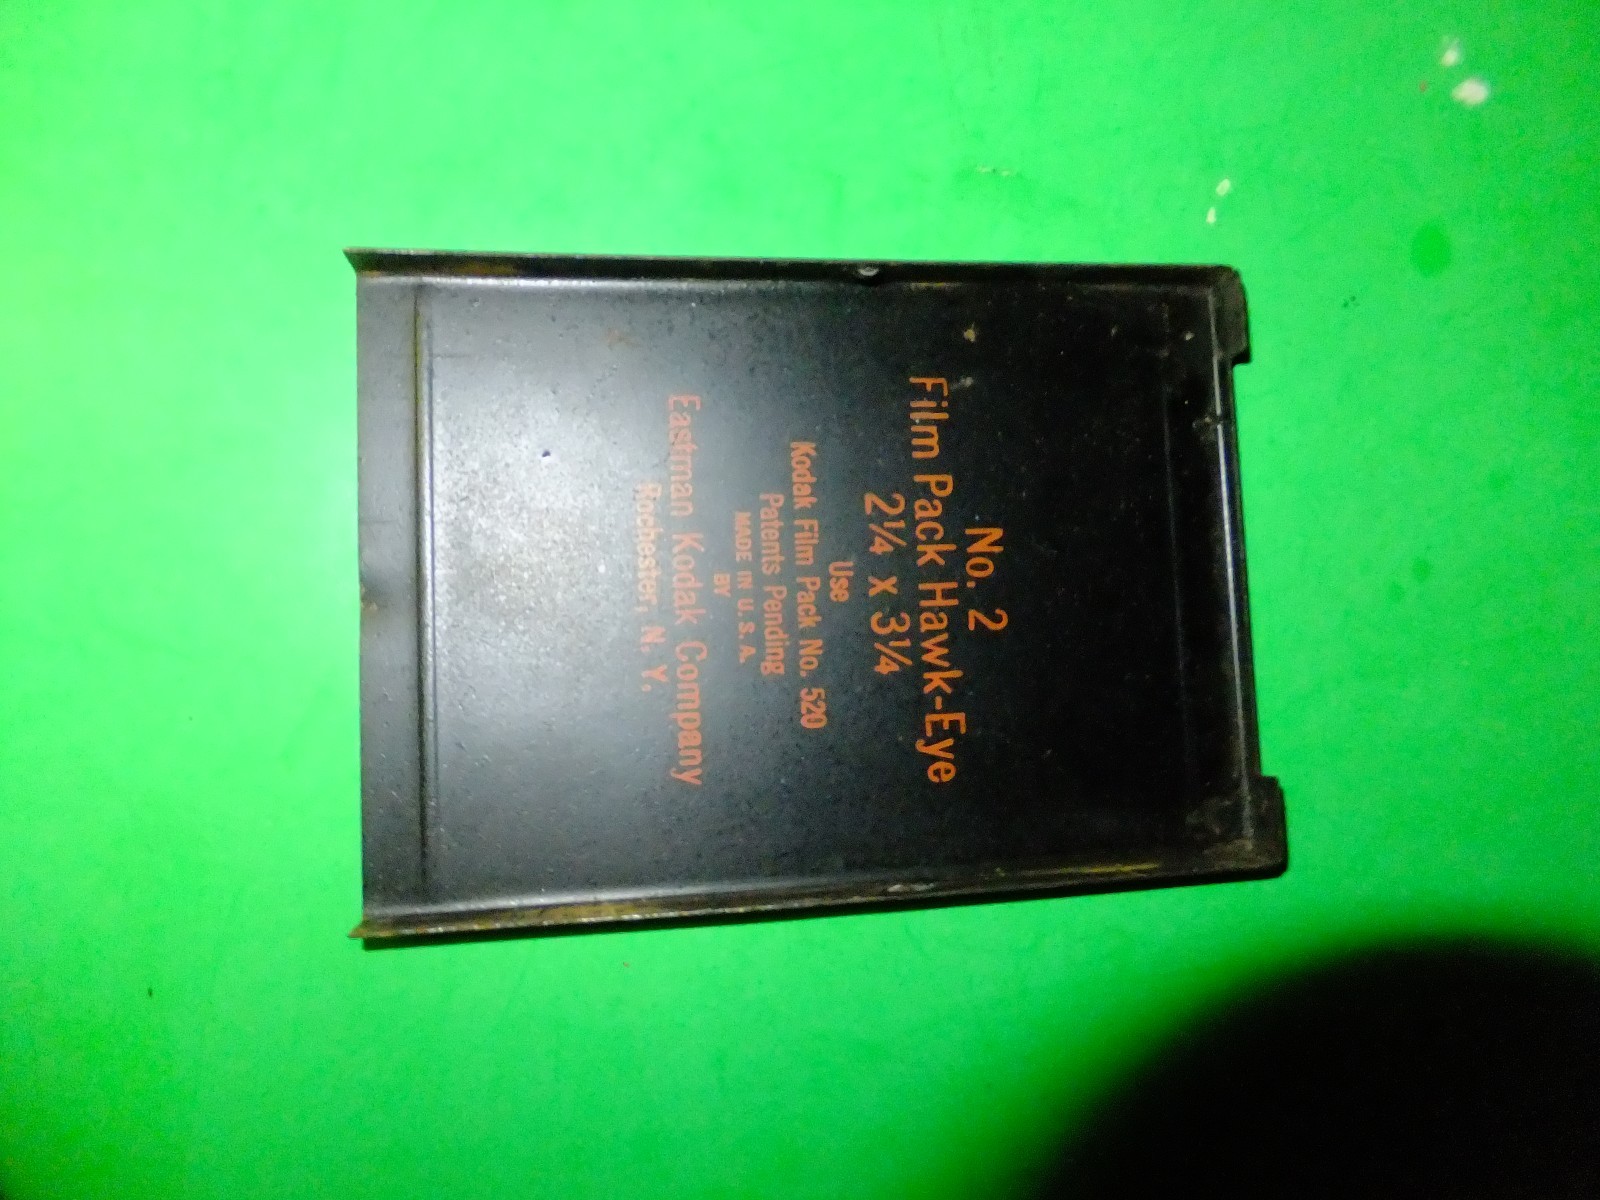 No. 2
Film Pack Hawk-Eye
2¼ x 3¼
Use
Kodak Film Pack No. 520
Patents Pending
MADE IN U. S. A.
BY
Eastman Kodak Company
Rochester, N. Y.